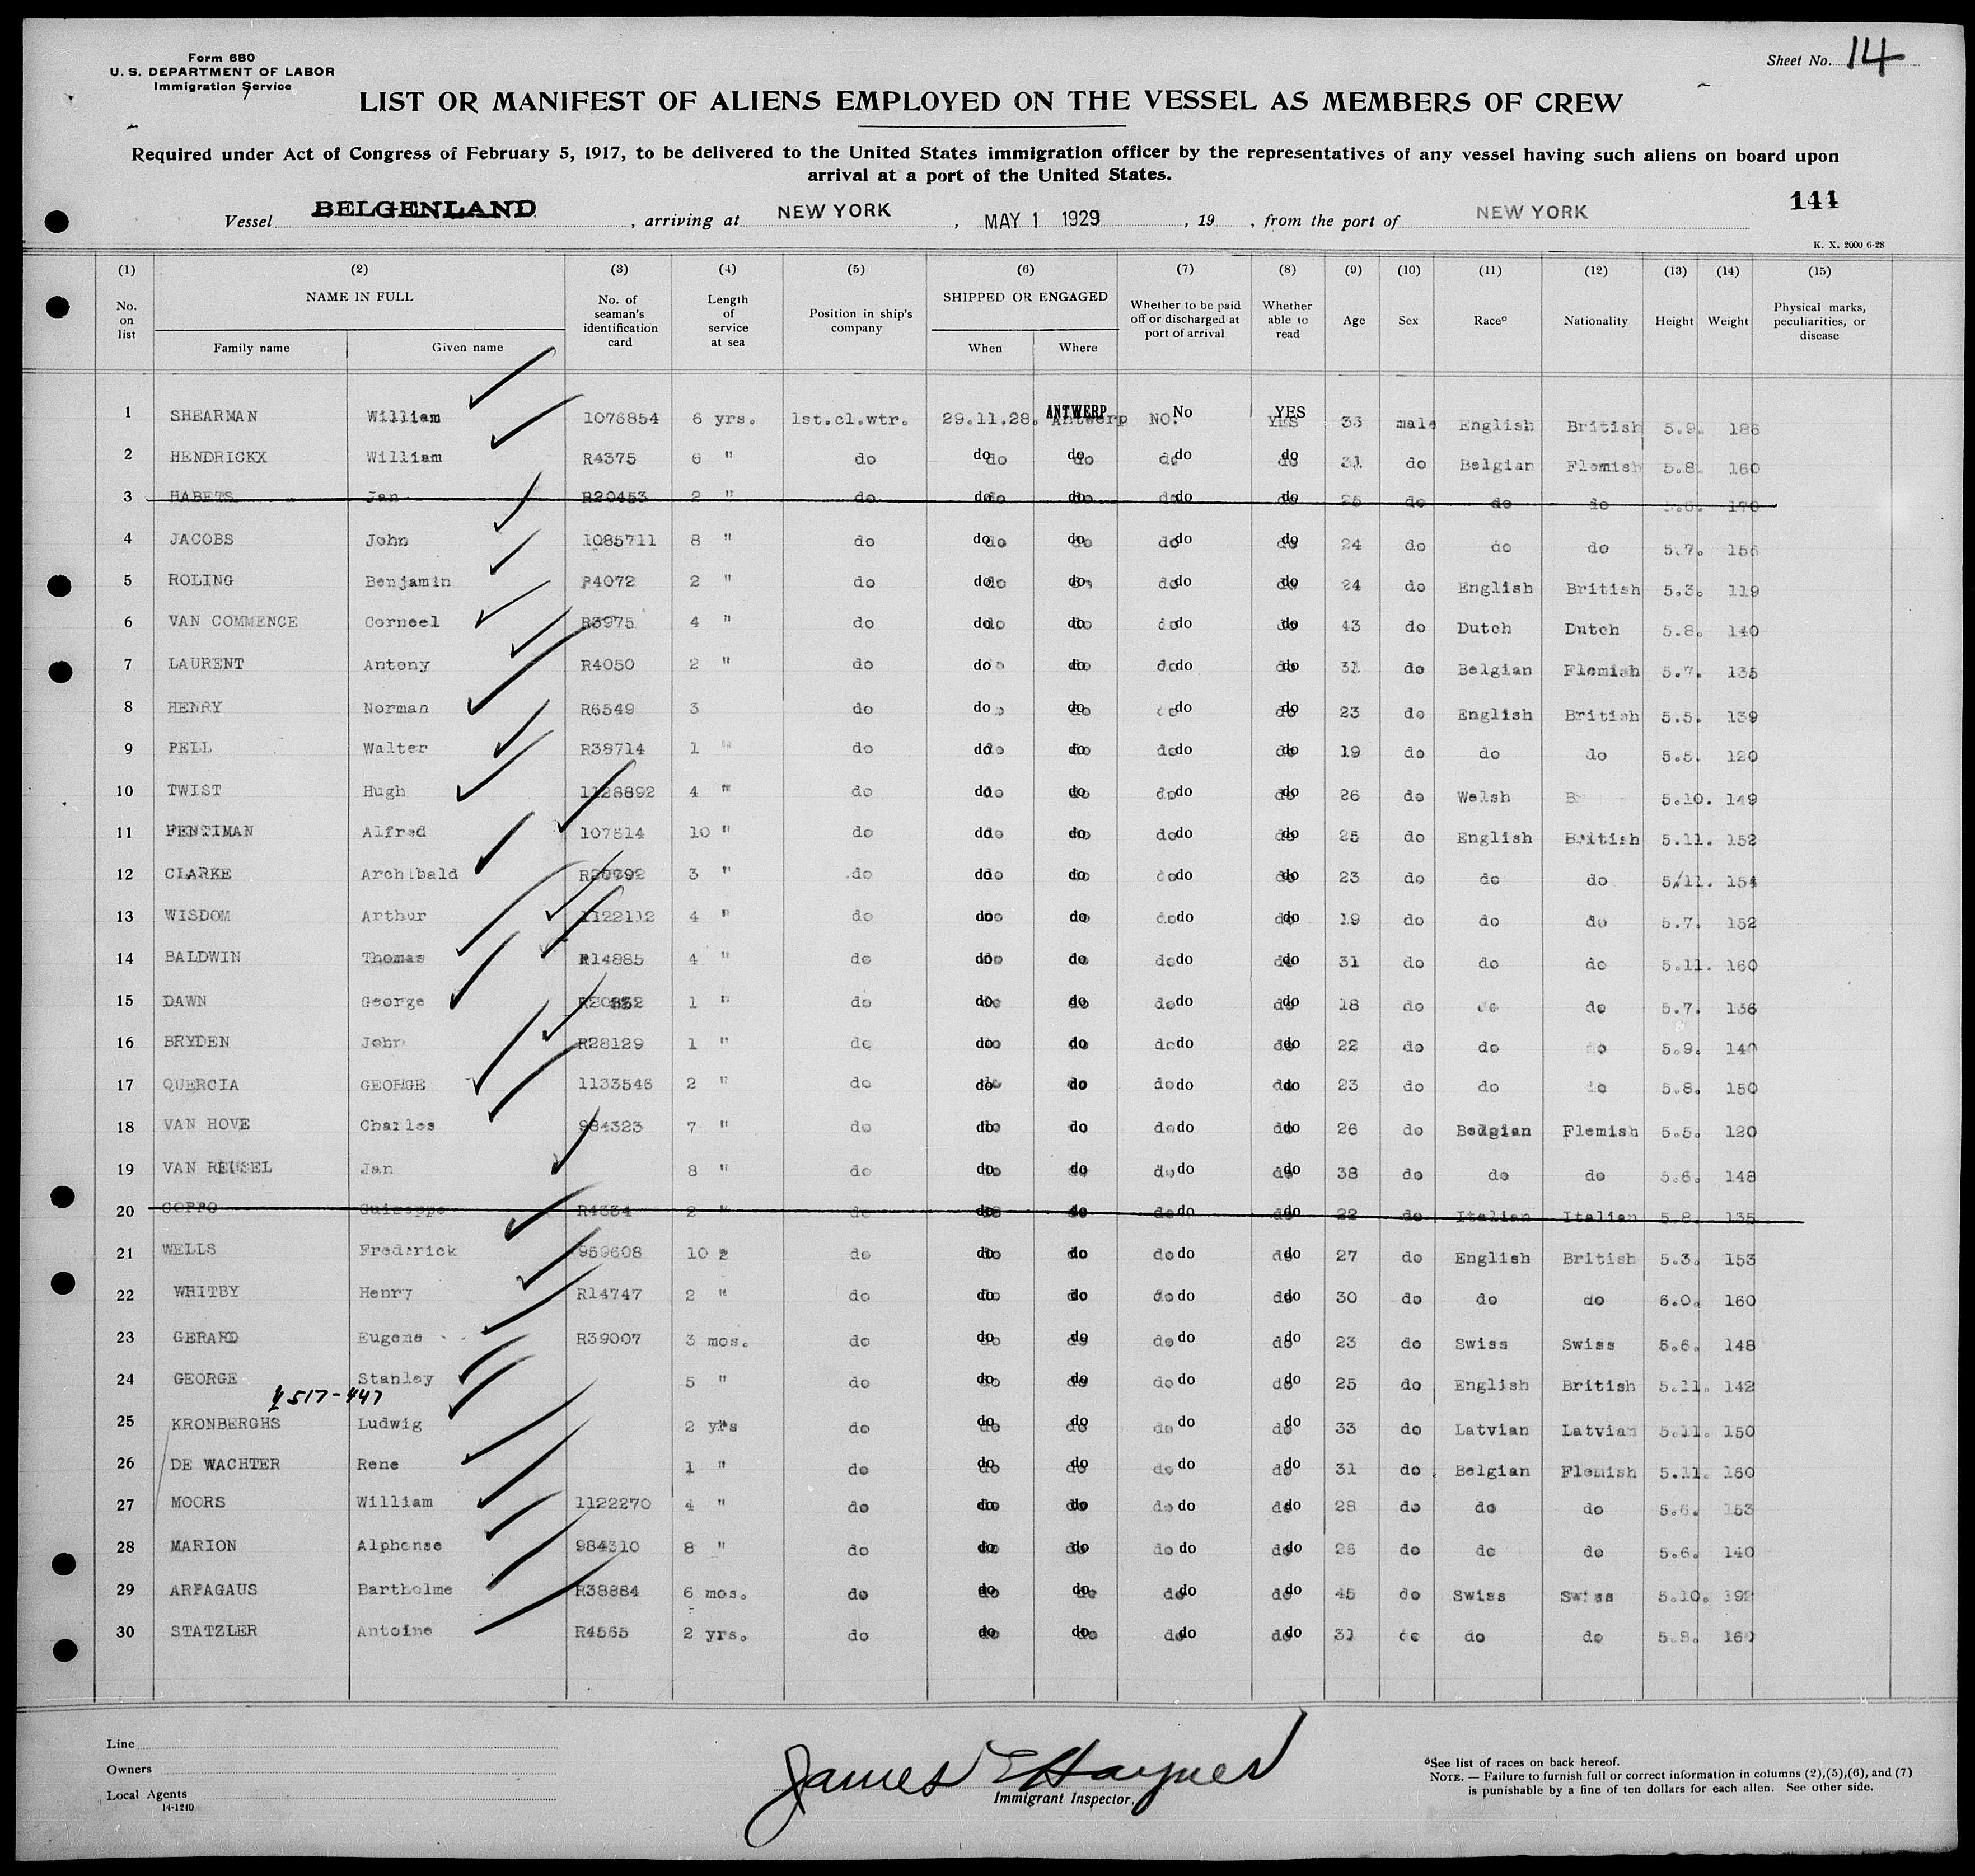 Form 680
U. S. DEPARTMENT OF LABOR
Immigration Service
Sheet No. 14
LIST OR MANIFEST OF ALIENS EMPLOYED ON THE VESSEL AS MEMBERS OF CREW
Required under Act of Congress of February 5, 1917, to be delivered to the United States immigration officer by the representatives of any vessel having such aliens on board upon
arrival at a port of the United States.
144
Vessel BELGENLAND, arriving at NEW YORK, MAY 1 1929, 19 , from the port of NEW YORK
K. X. 2000 6-28
(1) (2) (3) (4) (5) (6) (7) (8) (9) (10) (11) (12) (13) (14) (15)
No. on list NAME IN FULL Family name Given name No. of seaman's identification card Length of service at sea Position in ship's company SHIPPED OR ENGAGED When Where Whether to be paid off or discharged at port of arrival Whether able to read Age Sex Race° Nationality Height Weight Physical marks, peculiarities, or disease
1 SHEARMAN William 1076854 6 yrs. 1st.cl.wtr. 29.11.28. Antwerp ANTWERP NO. No YES YES 33 male English British 5.9. 186
2 HENDRICKX William R4375 6 " do do do do do 31 do Belgian Flemish 5.8. 160
3 HABETS Jan R20453 2 " do do do do do 25 do do do 170
4 JACOBS John 1085711 8 " do do do do do 24 do do do 5.7. 156
5 ROLING Benjamin R4072 2 " do do do do do 24 do English British 5.3. 119
6 VAN COMMENCE Corneel R3975 4 " do do do do do 43 do Dutch Dutch 5.8. 140
7 LAURENT Antony R4050 2 " do do do do do 31 do Belgian Flemish 5.7. 135
8 HENRY Norman R6549 3 do do do do do 23 do English British 5.5. 139
9 PELL Walter R38714 1 " do do do do do 19 do do do 5.5. 120
10 TWIST Hugh 1128892 4 " do do do do do 26 do Welsh 5.10. 149
11 PENTIMAN Alfred 107514 10 " do do do do do 25 do English British 5.11. 152
12 CLARKE Archibald R20792 3 " do do do do do 23 do do do 5/11. 154
13 WISDOM Arthur 1122112 4 " do do do do do 19 do do do 5.7. 152
14 BALDWIN Thomas R14885 4 " do do do do do 31 do do do 5.11. 160
15 DAWN George 1 " do do do do do 18 do do do 5.7. 136
16 BRYDEN John R28129 1 " do do do do do 22 do do do 5.9. 140
17 QUERCIA GEORGE 1133546 2 " do do do do do 23 do do do 5.8. 150
18 VAN HOVE Charles 984323 7 " do do do do do 26 do Belgian Flemish 5.5. 120
19 VAN REUSEL Jan 8 " do do do do do 38 do do do 5.6. 148
20 COPPO Guiseppe R4334 2 " do do do do do 22 do Italian Italian 5.8. 135
21 WELLS Frederick 959608 10 2 do do do do do 27 do English British 5.3. 153
22 WHITBY Henry R14747 2 " do do do do do 30 do do do 6.0. 160
23 GERARD Eugene R39007 3 mos. do do do do do 23 do Swiss Swiss 5.6. 148
24 GEORGE Stanley 5 " do do do do do 25 do English British 5.11. 142
517-447
25 KRONBERGHS Ludwig 2 yrs do do do do do 33 do Latvian Latvian 5.11. 150
26 DE WACHTER Rene 1 " do do do do do 31 do Belgian Flemish 5.11. 160
27 MOORS William 1122270 4 " do do do do do 28 do do do 5.6. 153
28 MARION Alphonse 984310 8 " do do do do do 26 do do do 5.6. 140
29 ARPAGAUS Bartholme R38884 6 mos. do do do do do 45 do Swiss Swiss 5.10. 192
30 STATZLER Antoine R4565 2 yrs. do do do do do 31 do do do 5.8. 160
Line
Owners
Local Agents
14-1240
James E Haynes
Immigrant Inspector.
°See list of races on back hereof.
NOTE. — Failure to furnish full or correct information in columns (2),(5),(6), and (7)
is punishable by a fine of ten dollars for each alien. See other side.